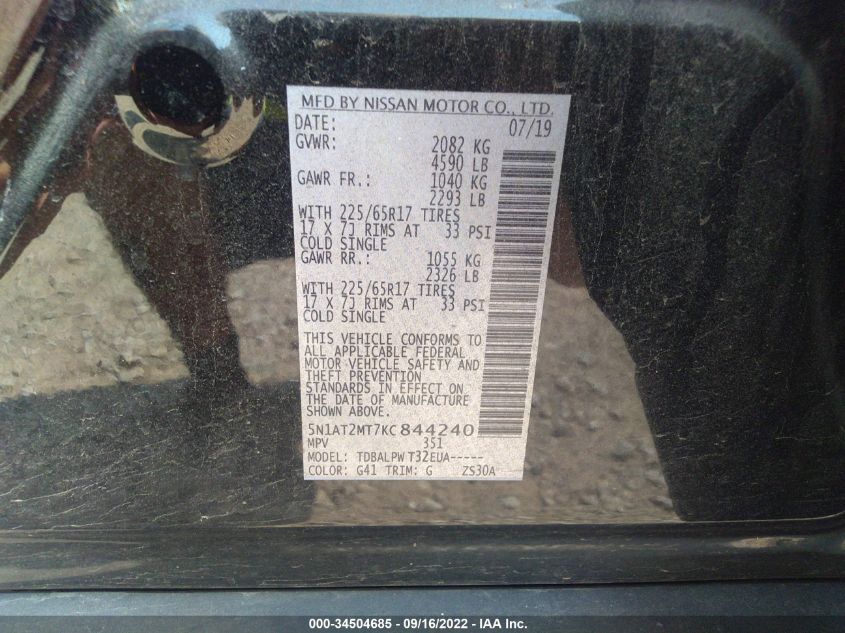 MFD BY NISSAN MOTOR CO., LTD.
DATE: 07/19
GVWR: 2082 KG
4590 LB
GAWR FR.: 1040 KG
2293 LB
WITH 225/65R17 TIRES
17 X 7J RIMS AT 33 PSI
COLD SINGLE
GAWR RR.: 1055 KG
2326 LB
WITH 225/65R17 TIRES
17 X 7J RIMS AT 33 PSI
COLD SINGLE
THIS VEHICLE CONFORMS TO
ALL APPLICABLE FEDERAL
MOTOR VEHICLE SAFETY AND
THEFT PREVENTION
STANDARDS IN EFFECT ON
THE DATE OF MANUFACTURE
SHOWN ABOVE.
5N1AT2MT7KC844240
MPV 351
MODEL: TDBALPW T32EUA-----
COLOR: G41 TRIM: G ZS30A
000-34504685 - 09/16/2022 - IAA Inc.